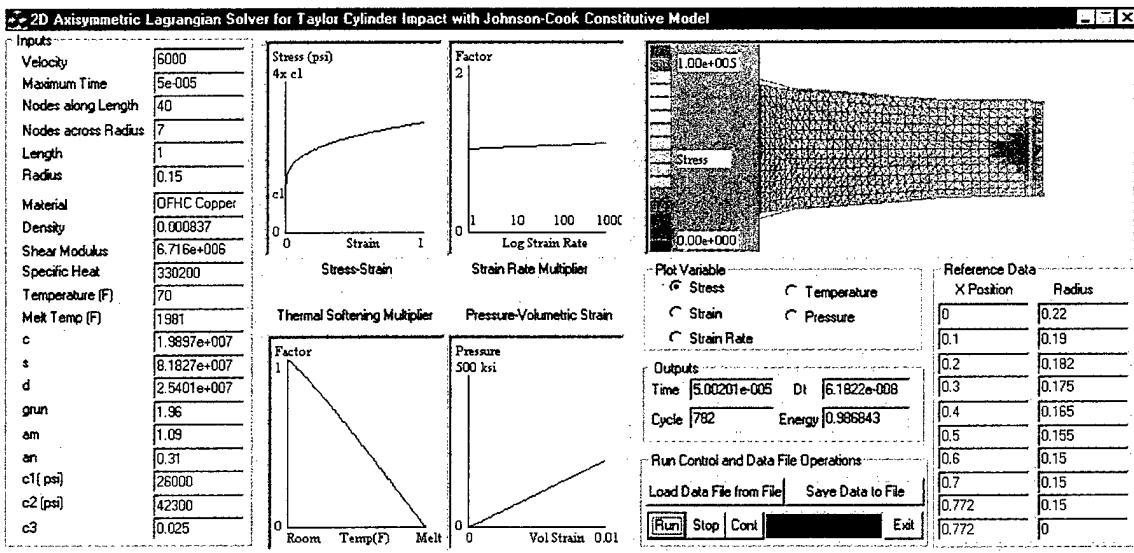 2D Axisymmetric Lagrangian Solver for Taylor Cylinder Impact with Johnson-Cook Constitutive Model
Inputs
Velocity 6000
Maximum Time 5e-005
Nodes along Length 40
Nodes across Radius 7
Length 1
Radius 0.15
Material OFHC Copper
Density 0.000837
Shear Modulus 6.716e+006
Specific Heat 330200
Temperature (F) 70
Melt Temp (F) 1981
c 1.9897e+007
s 8.1827e+007
d 2.5401e+007
grun 1.96
am 1.09
an 0.31
c1( psi) 26000
c2 (psi) 42300
c3 0.025
Stress (psi)
4x c1
c1
0
0 Strain 1
Stress-Strain
Factor
2
0
1 10 100 1000
Log Strain Rate
Strain Rate Multiplier
Thermal Softening Multiplier
Factor
1
0
Room Temp(F) Melt
Pressure-Volumetric Strain
Pressure
500 ksi
0
0 Vol Strain 0.01
1.00e+005
Stress
0.00e+000
Plot Variable
Stress
Temperature
Strain
Pressure
Strain Rate
Outputs
Time 5.00201e-005 Dt 6.1822e-008
Cycle 782 Energy 0.986843
Run Control and Data File Operations
Load Data File from File Save Data to File
Run Stop Cont Exit
Reference Data
X Position Radius
0 0.22
0.1 0.19
0.2 0.182
0.3 0.175
0.4 0.165
0.5 0.155
0.6 0.15
0.7 0.15
0.772 0.15
0.772 0